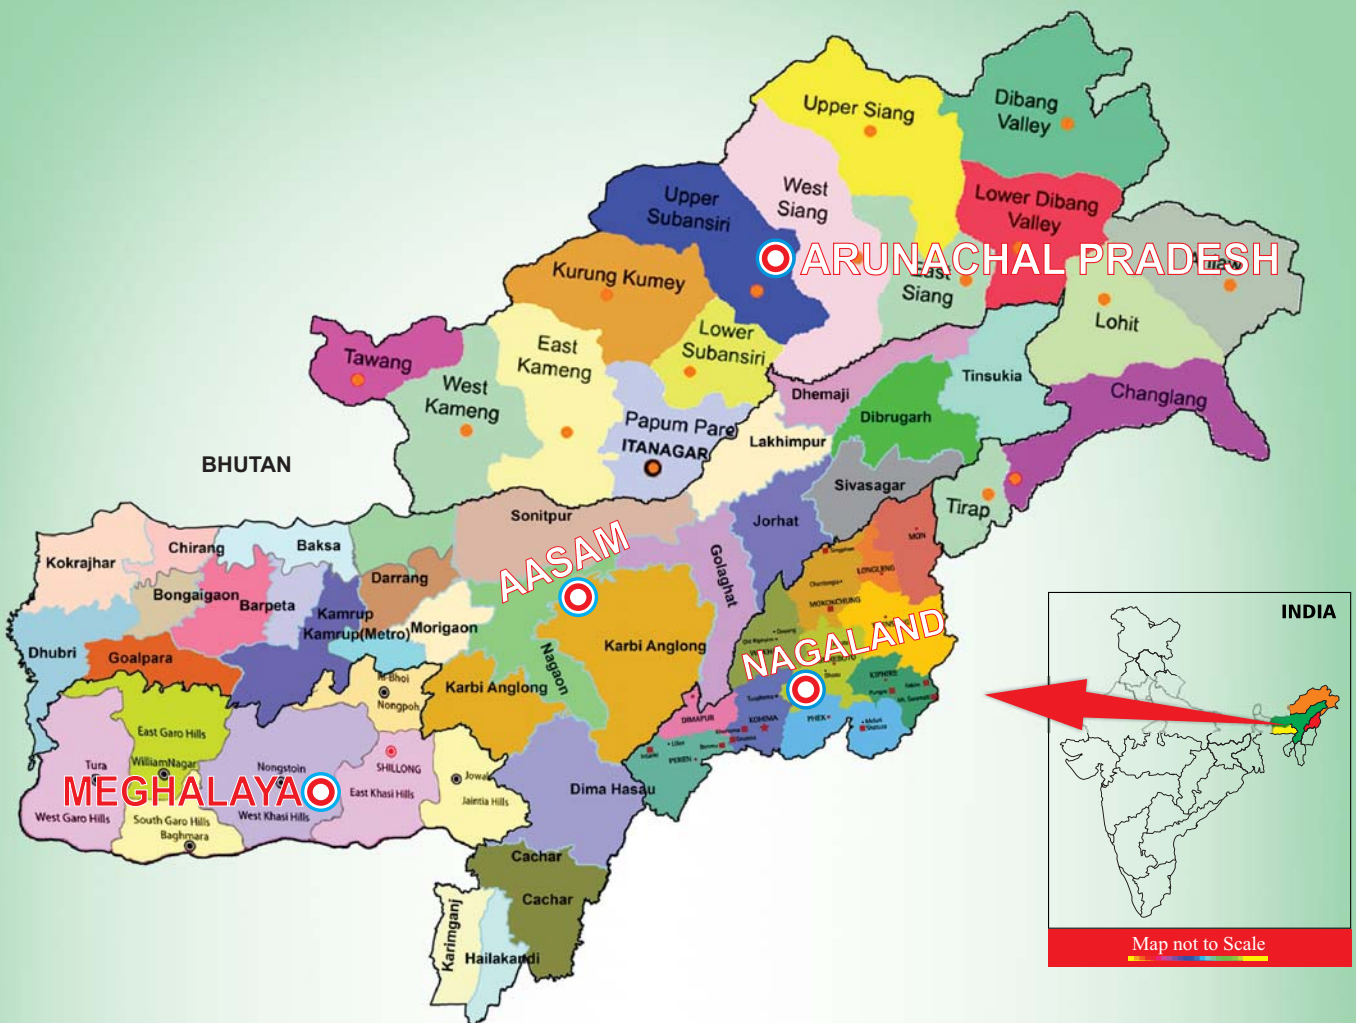 Upper Siang
Dibang
Valley
West
Siang
Upper
Subansiri
Lower Dibang
Valley
ARUNACHAL PRADESH
East
Siang
Kurung Kumey
Lohit
Lower
Subansiri
East
Kameng
Tawang
West
Kameng
Tinsukia
Changlang
Dhemaji
Dibrugarh
Papum Pare
ITANAGAR
Lakhimpur
BHUTAN
Sivasagar
Tirap
Sonitpur
Jorhat
MON
Kokrajhar
Chirang
Baksa
AASAM
Golaghat
LONGLENG
Darrang
Bongaigaon
Barpeta
MOKOKCHUNG
Kamrup
Kamrup(Metro)
Morigaon
NAGALAND
INDIA
Dhubri
Goalpara
Nagaon
Karbi Anglong
Karbi Anglong
KIPHIRE
Nongpoh
DIMAPUR
KOHIMA
PHEK
East Garo Hills
PEREN
Tura
WilliamNagar
Nongstoin
SHILLONG
Jowai
MEGHALAYA
East Khasi Hills
Jaintia Hills
Dima Hasau
West Garo Hills
South Garo Hills
West Khasi Hills
Baghmara
Cachar
Cachar
Karimganj
Hailakandi
Map not to Scale